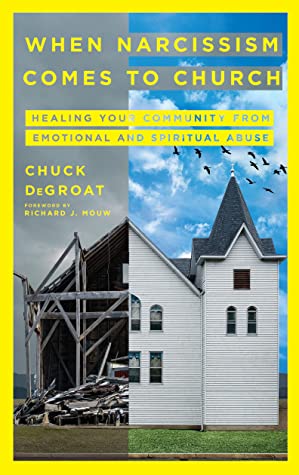 WHEN NARCISSISM
COMES TO CHURCH
HEALING YOUR COMMUNITY FROM
EMOTIONAL AND SPIRITUAL ABUSE
CHUCK
DEGROAT
FOREWORD BY
RICHARD J. MOUW